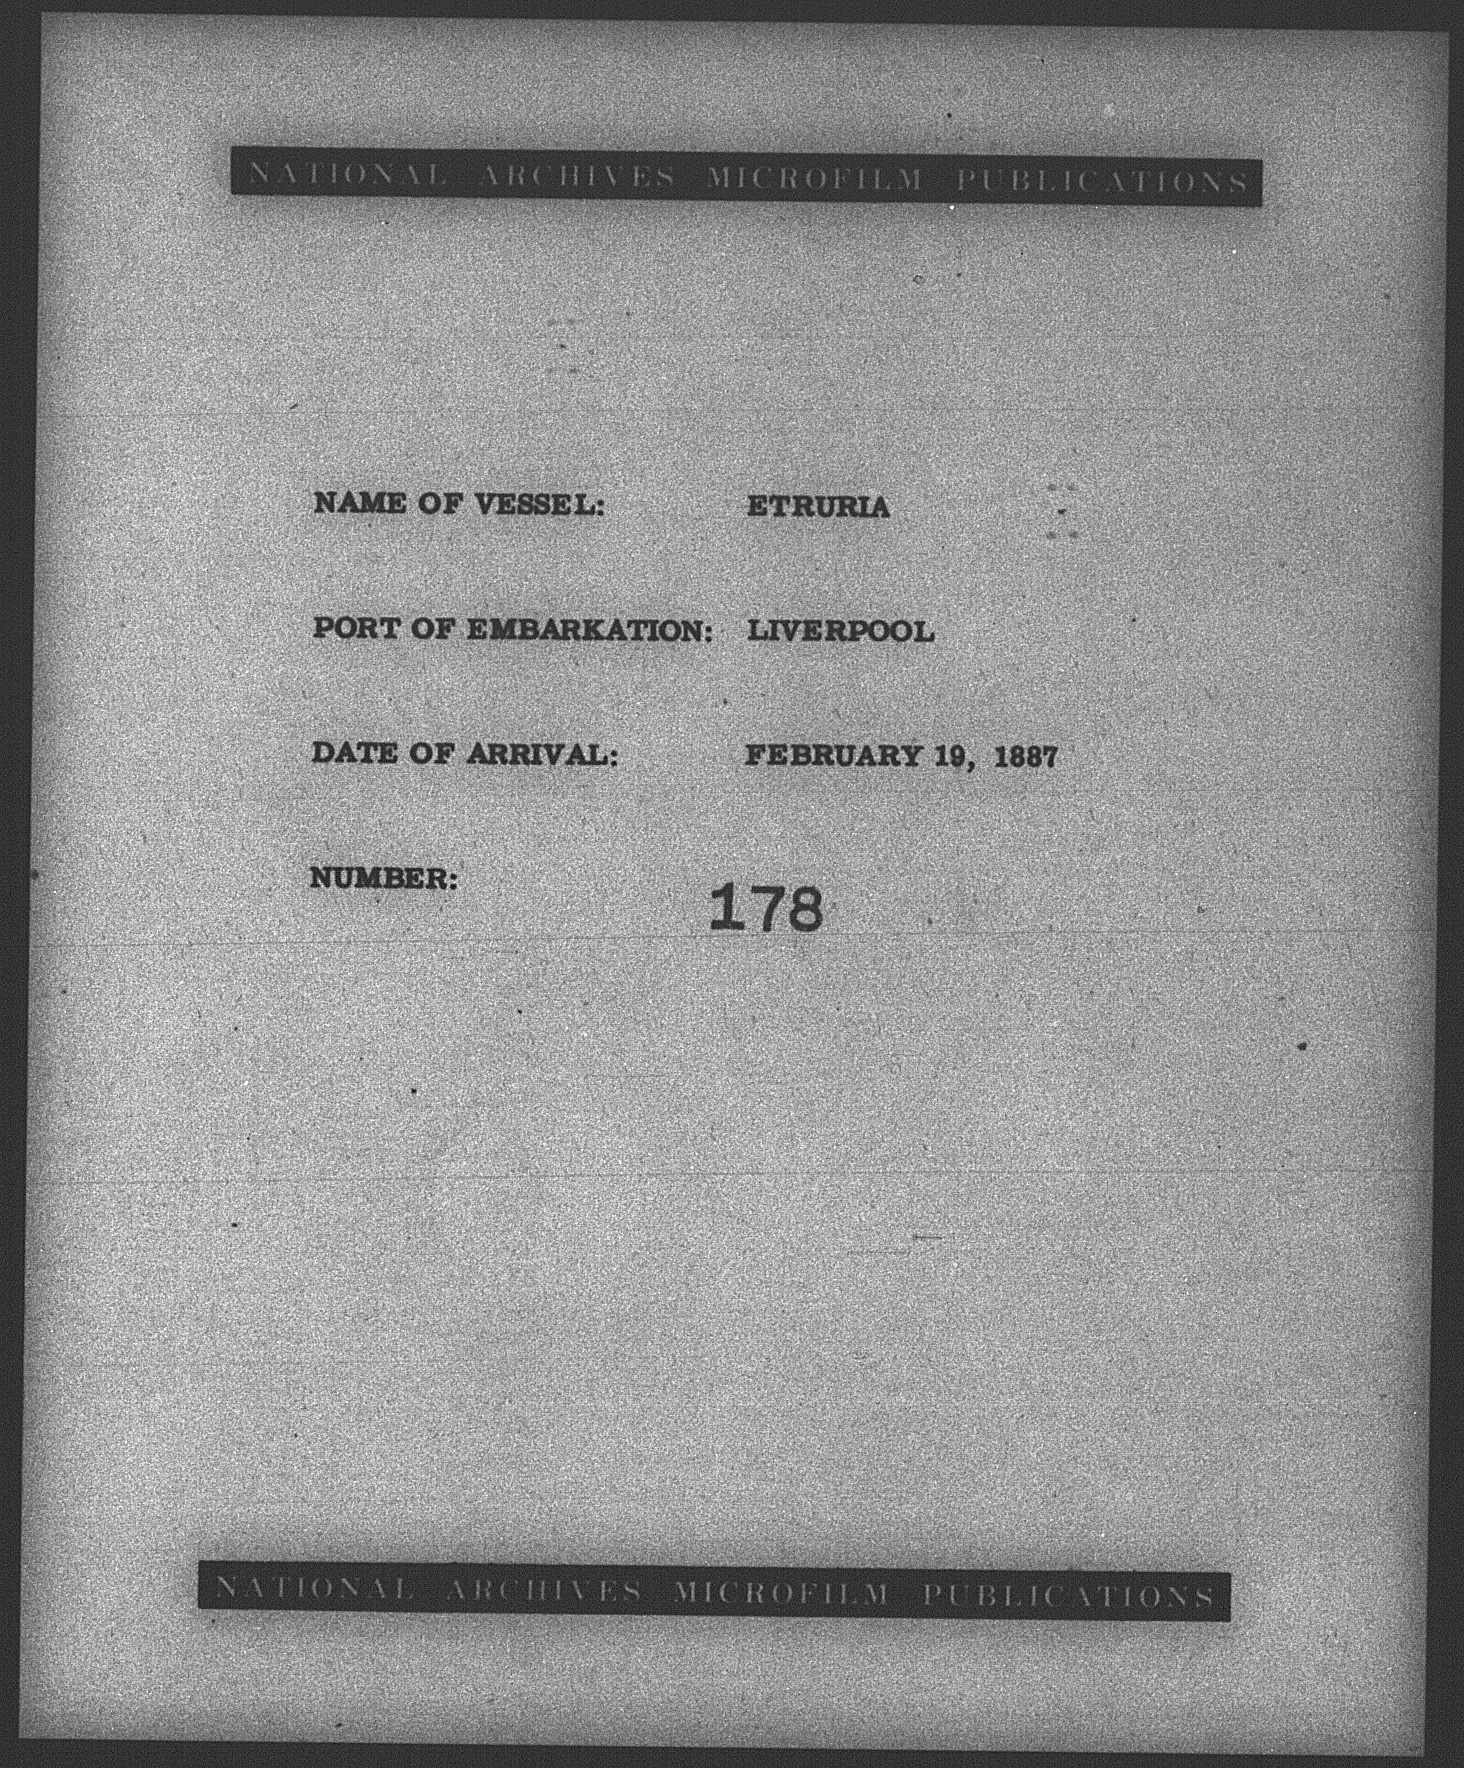 NATIONAL ARCHIVES MICROFILM PUBLICATIONS
NAME OF VESSEL: ETRURIA
PORT OF EMBARKATION: LIVERPOOL
DATE OF ARRIVAL: FEBRUARY 19, 1887
NUMBER: 178
NATIONAL ARCHIVES MICROFILM PUBLICATIONS